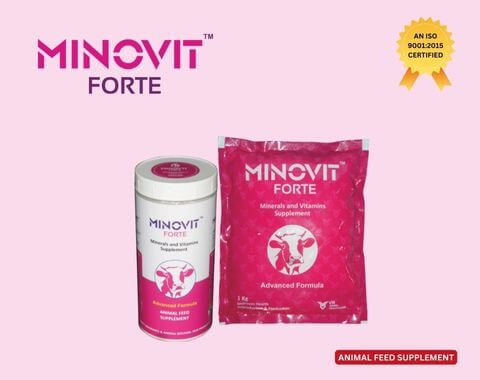 MINOVIT™
FORTE
AN ISO
9001:2015
CERTIFIED
MINOVIT
MINOVIT™
FORTE
Minerals and Vitamins
Supplement
Advanced Formula
ANIMAL FEED
SUPPLEMENT
MINOVIT™
FORTE
Minerals and Vitamins
Supplement
Advanced Formula
1 Kg
ANIMAL FEED SUPPLEMENT